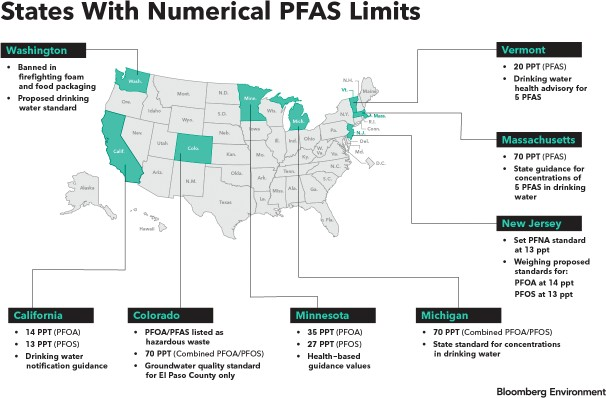 States With Numerical PFAS Limits
Washington
• Banned in
firefighting foam
and food packaging
• Proposed drinking
water standard
Vermont
• 20 PPT (PFAS)
• Drinking water
health advisory for
5 PFAS
Massachusetts
• 70 PPT (PFAS)
• State guidance for
concentrations of
5 PFAS in drinking
water
New Jersey
• Set PFNA standard
at 13 ppt
• Weighing proposed
standards for:
PFOA at 14 ppt
PFOS at 13 ppt
Wash.
Ore.
Calif.
Nev.
Idaho
Mont.
Wyo.
Utah
Ariz.
Colo.
N.M.
N.D.
S.D.
Neb.
Kan.
Okla.
Texas
Minn.
Iowa
Mo.
Ark.
La.
Wis.
Ill.
Mich.
Ind.
Ohio
Ky.
Tenn.
Miss.
Ala.
Ga.
Fla.
S.C.
N.C.
Va.
W.
Va.
Pa.
N.Y.
Vt.
N.H.
Maine
Mass.
R.I.
Conn.
N.J.
Del.
Md.
D.C.
Alaska
Hawaii
California
• 14 PPT (PFOA)
• 13 PPT (PFOS)
• Drinking water
notification guidance
Colorado
• PFOA/PFAS listed as
hazardous waste
• 70 PPT (Combined PFOA/PFOS)
• Groundwater quality standard
for El Paso County only
Minnesota
• 35 PPT (PFOA)
• 27 PPT (PFOS)
• Health-based
guidance values
Michigan
• 70 PPT (Combined PFOA/PFOS)
• State standard for concentrations
in drinking water
Bloomberg Environment